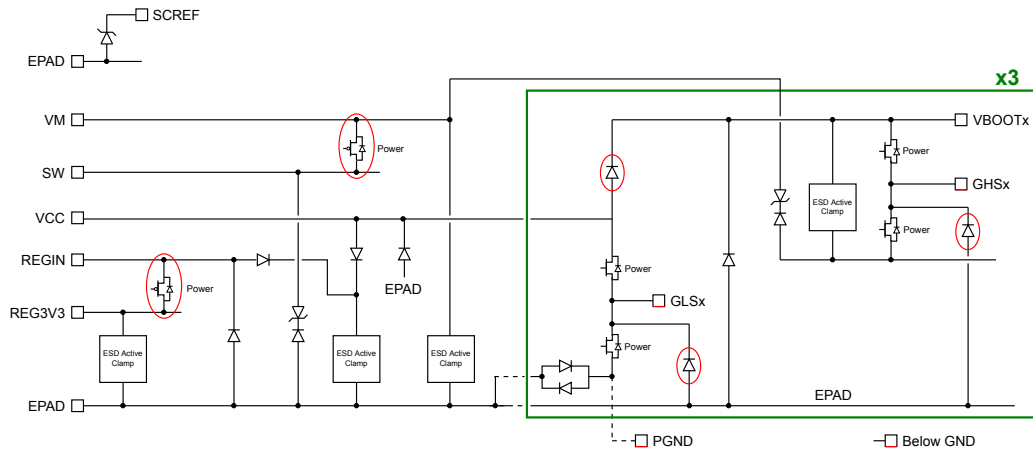 SCREF
EPAD
x3
VM
VBOOTx
Power
Power
SW
GHSx
ESD Active
Clamp
VCC
Power
REGIN
Power
EPAD
Power
GLSx
REG3V3
ESD Active
Clamp
ESD Active
Clamp
ESD Active
Clamp
Power
EPAD
EPAD
PGND
Below GND